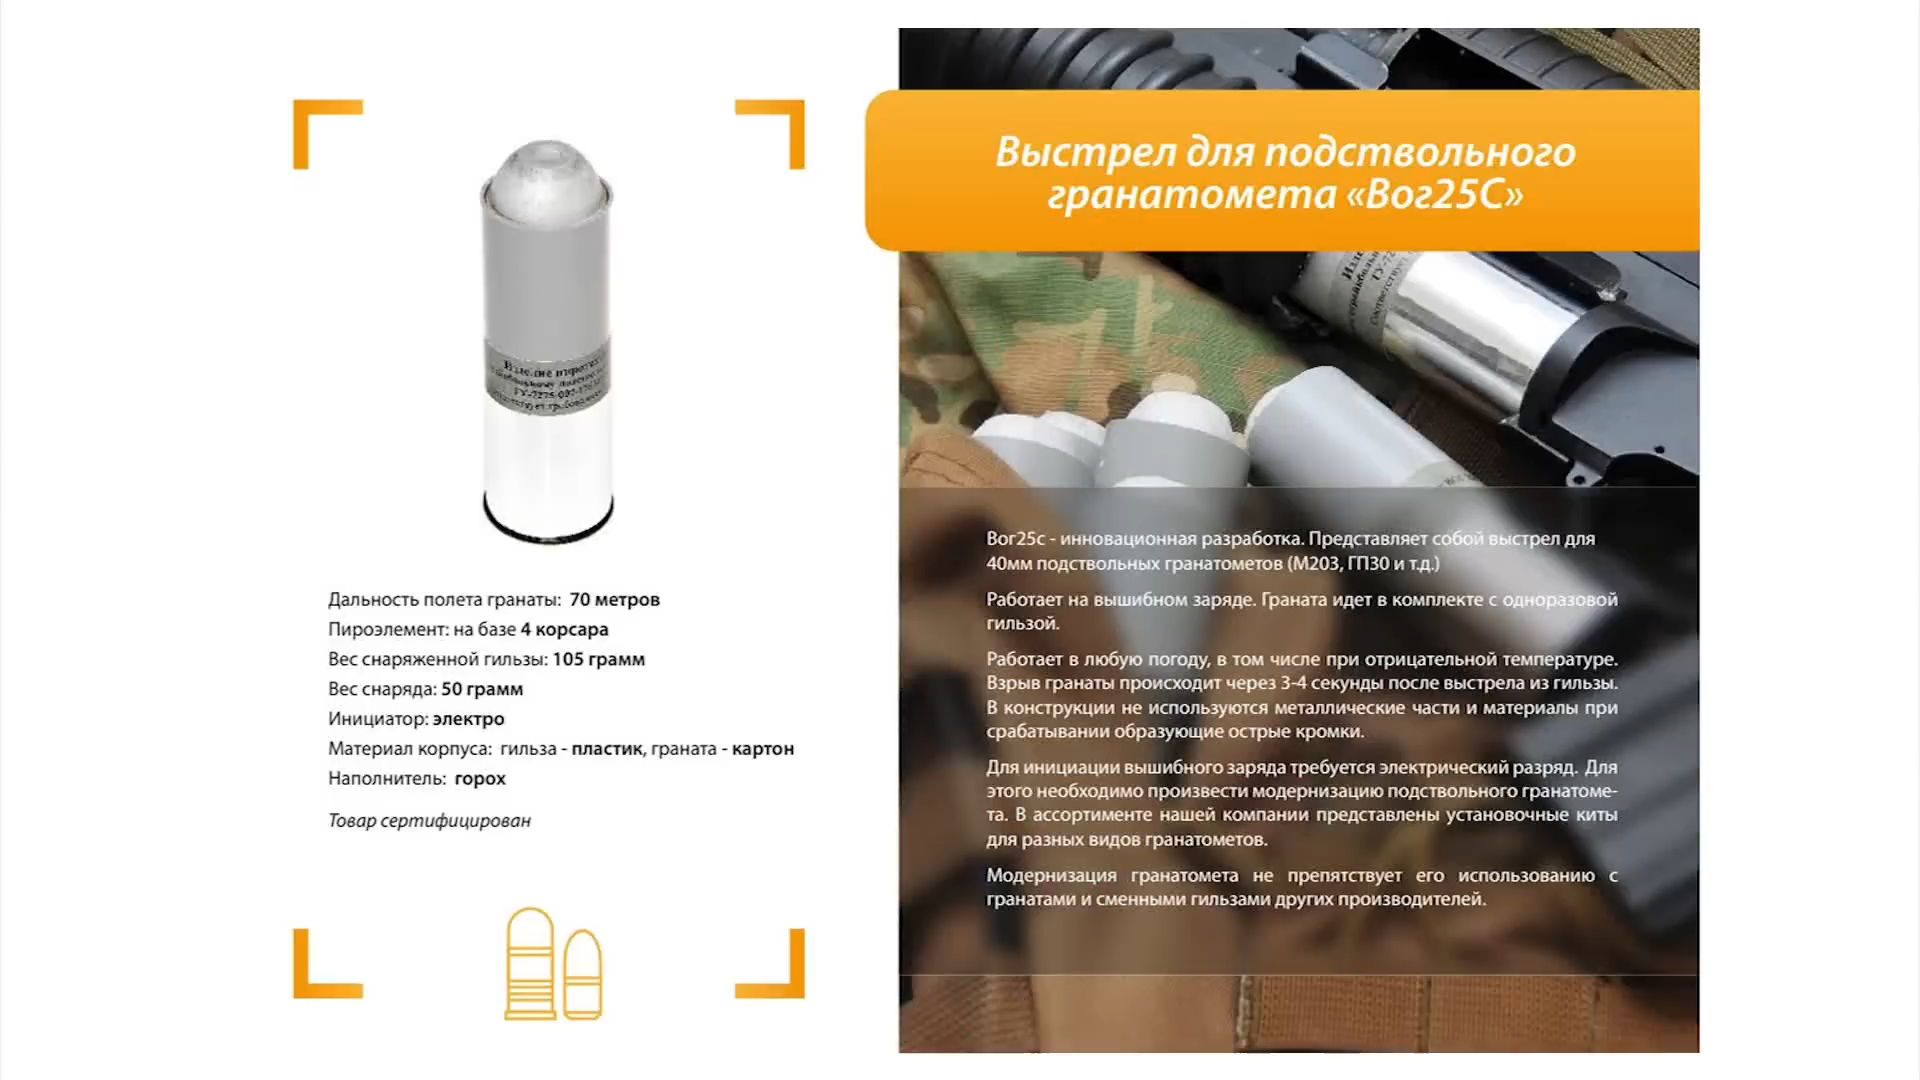 Выстрел для подствольного
гранатомета «Вог25С»
Дальность полета гранаты: 70 метров
Пироэлемент: на базе 4 корсара
Вес снаряженной гильзы: 105 грамм
Вес снаряда: 50 грамм
Инициатор: электро
Материал корпуса: гильза - пластик, граната - картон
Наполнитель: горох
Товар сертифицирован
Вог25с - инновационная разработка. Представляет собой выстрел для
40мм подствольных гранатометов (М203, ГП30 и т.д.)
Работает на вышибном заряде. Граната идет в комплекте с одноразовой
гильзой.
Работает в любую погоду, в том числе при отрицательной температуре.
Взрыв гранаты происходит через 3-4 секунды после выстрела из гильзы.
В конструкции не используются металлические части и материалы при
срабатывании образующие острые кромки.
Для инициации вышибного заряда требуется электрический разряд. Для
этого необходимо произвести модернизацию подствольного гранатоме-
та. В ассортименте нашей компании представлены установочные киты
для разных видов гранатометов.
Модернизация гранатомета не препятствует его использованию с
гранатами и сменными гильзами других производителей.